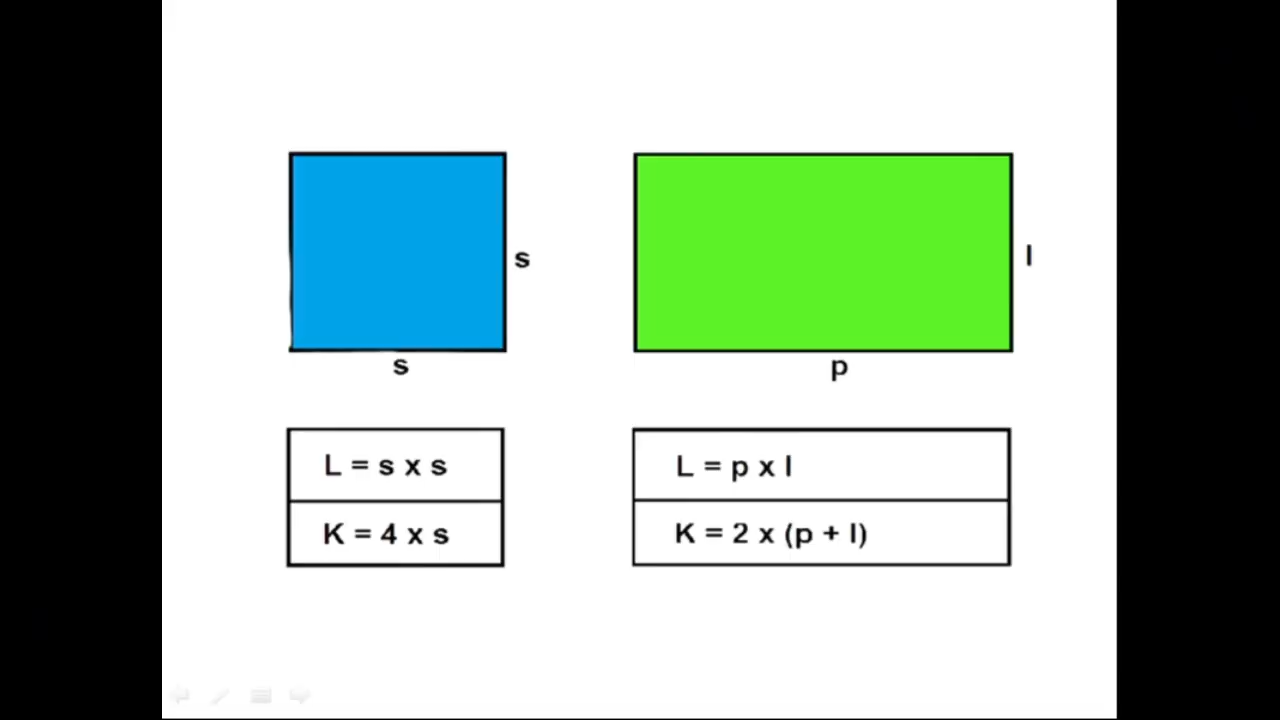 s
s
L = s x s
K = 4 x s
l
p
L = p x l
K = 2 x (p + l)